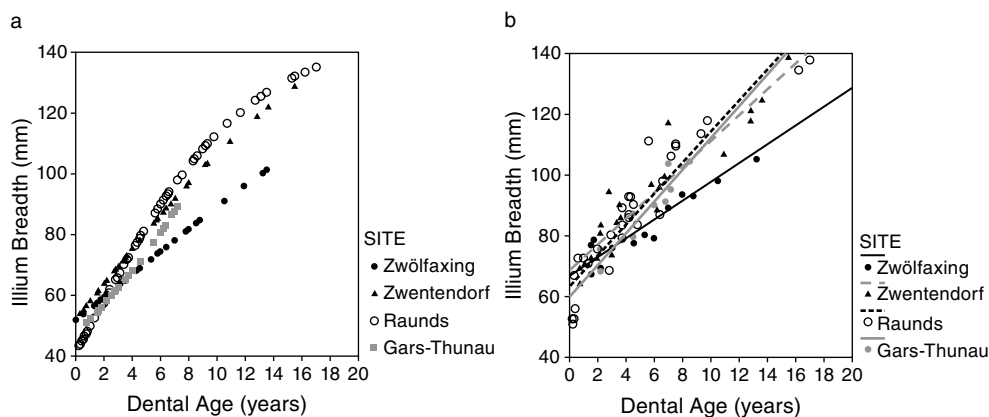 a
140
120
100
80
60
40
Illium Breadth (mm)
0 2 4 6 8 10 12 14 16 18 20
Dental Age (years)
SITE
Zwölfaxing
Zwentendorf
Raunds
Gars-Thunau
b
140
120
100
80
60
40
Illium Breadth (mm)
0 2 4 6 8 10 12 14 16 18 20
Dental Age (years)
SITE
Zwölfaxing
Zwentendorf
Raunds
Gars-Thunau